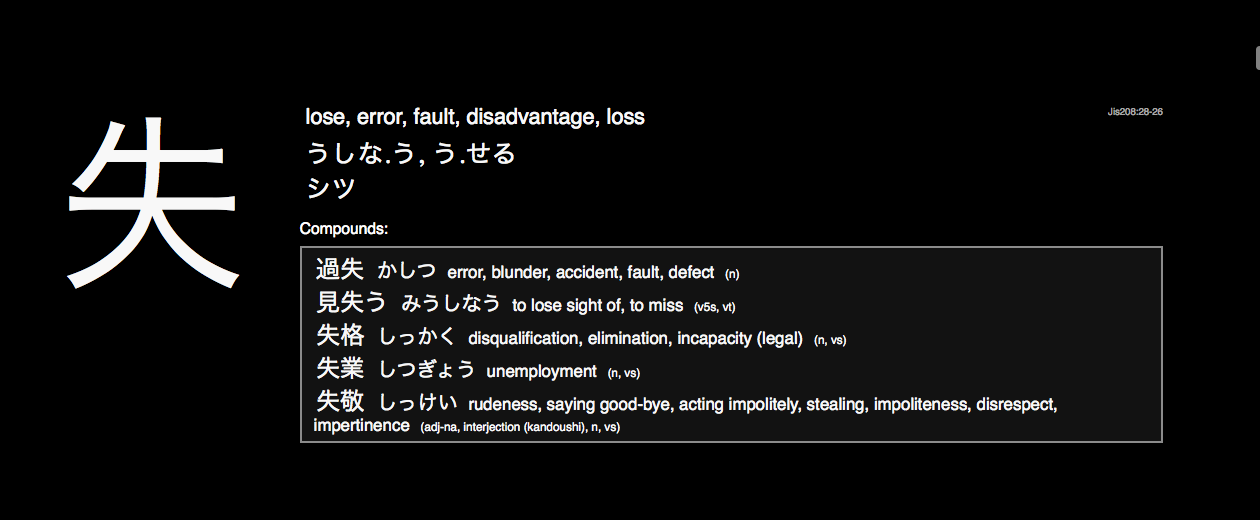 失
lose, error, fault, disadvantage, loss
Jis208:28-26
うしな.う, う.せる
シツ
Compounds:
過失 かしつ error, blunder, accident, fault, defect (n)
見失う みうしなう to lose sight of, to miss (v5s, vt)
失格 しっかく disqualification, elimination, incapacity (legal) (n, vs)
失業 しつぎょう unemployment (n, vs)
失敬 しっけい rudeness, saying good-bye, acting impolitely, stealing, impoliteness, disrespect,
impertinence (adj-na, interjection (kandoushi), n, vs)